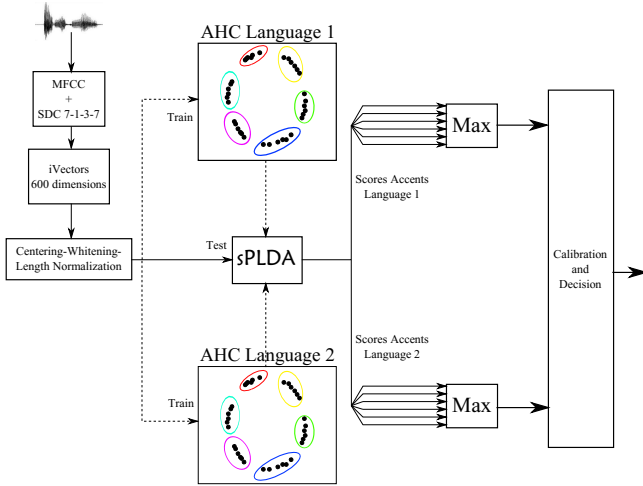 AHC Language 1
MFCC
+
SDC 7-1-3-7
Train
Max
iVectors
600 dimensions
Scores Accents
Language 1
Centering-Whitening-
Length Normalization
Test
sPLDA
Calibration
and
Decision
Scores Accents
Language 2
AHC Language 2
Train
Max